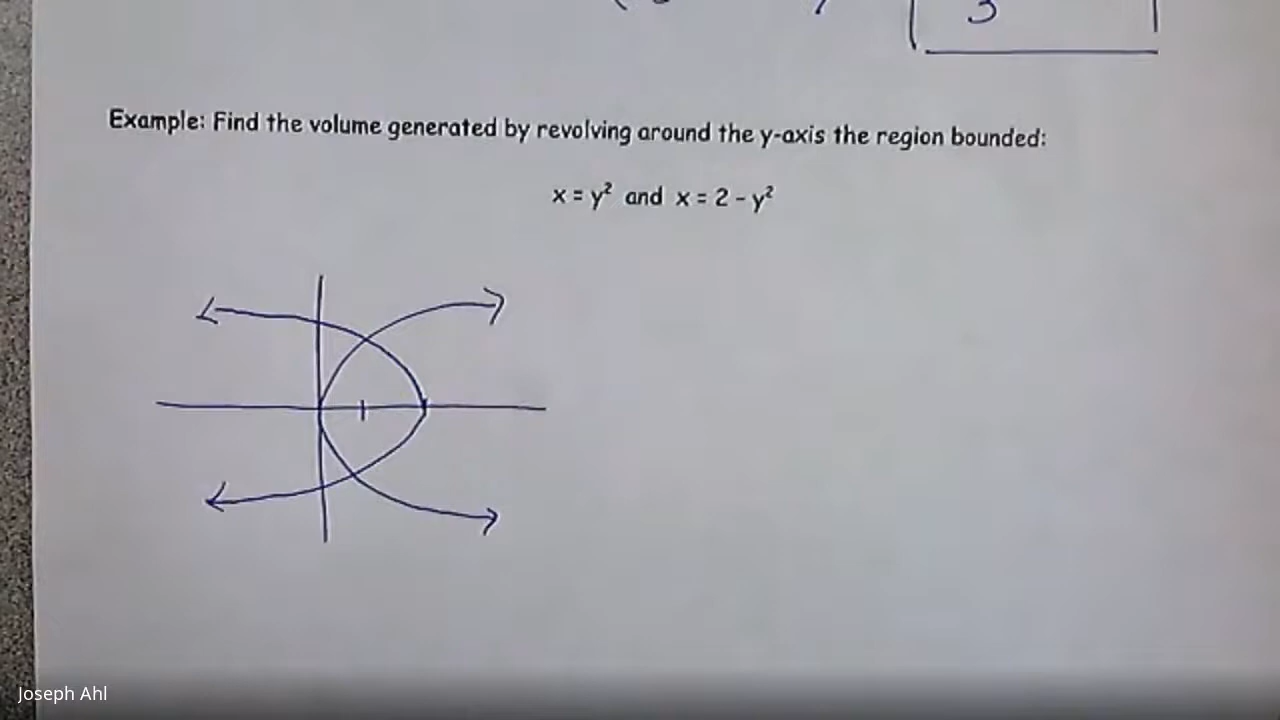 3
Example: Find the volume generated by revolving around the y-axis the region bounded:
x = y² and x = 2 - y²
Joseph Ahl